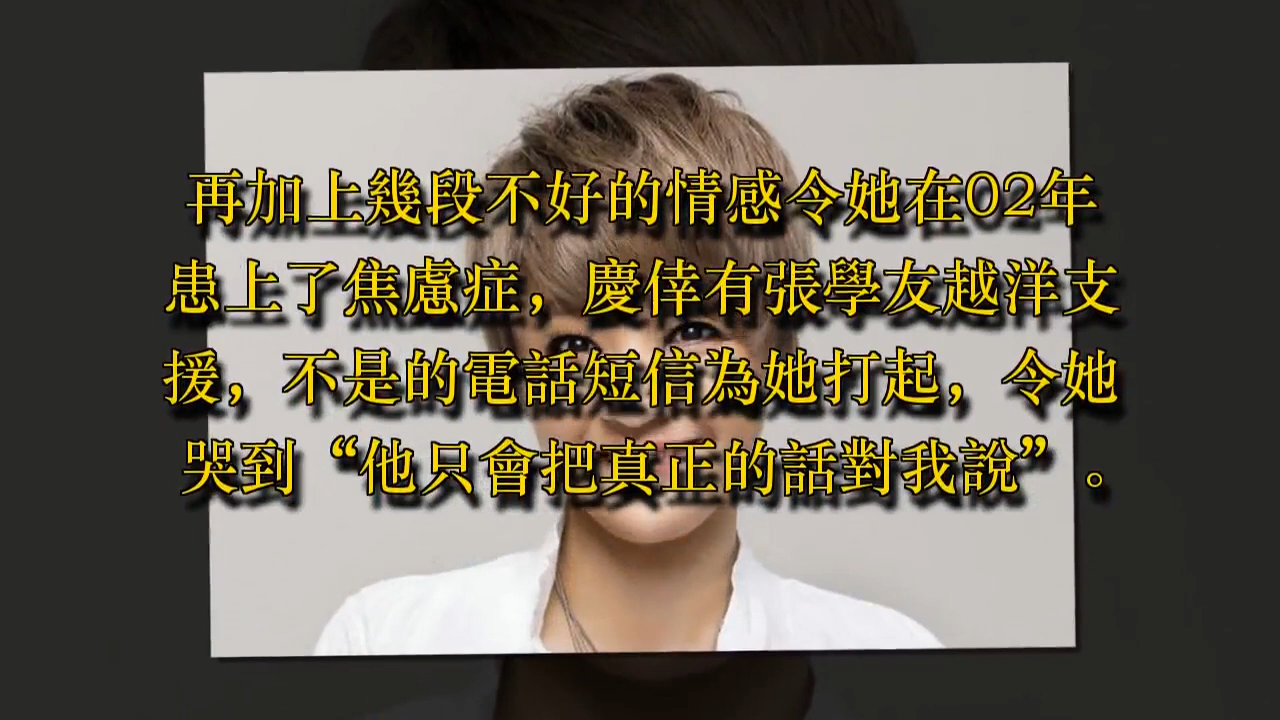 再加上幾段不好的情感令她在02年
患上了焦慮症，慶倖有張學友越洋支
援，不是的電話短信為她打起，令她
哭到“他只會把真正的話對我說”。